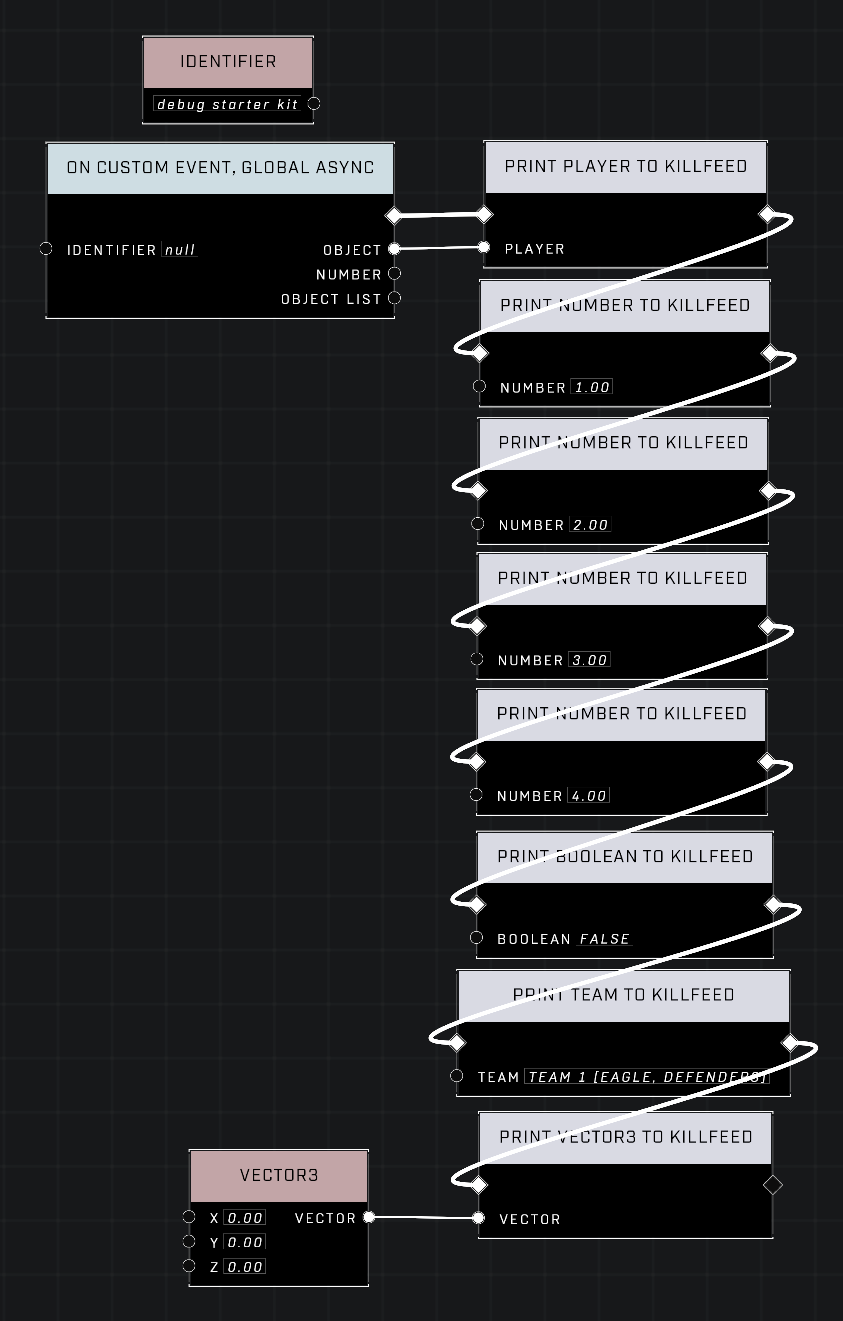 IDENTIFIER
debug starter kit
ON CUSTOM EVENT, GLOBAL ASYNC
IDENTIFIER null
OBJECT
NUMBER
OBJECT LIST
PRINT PLAYER TO KILLFEED
PLAYER
PRINT NUMBER TO KILLFEED
NUMBER 1.00
PRINT NUMBER TO KILLFEED
NUMBER 2.00
PRINT NUMBER TO KILLFEED
NUMBER 3.00
PRINT NUMBER TO KILLFEED
NUMBER 4.00
PRINT BOOLEAN TO KILLFEED
BOOLEAN FALSE
PRINT TEAM TO KILLFEED
TEAM TEAM 1 [EAGLE, DEFENDERS]
PRINT VECTOR3 TO KILLFEED
VECTOR
VECTOR3
X 0.00 VECTOR
Y 0.00
Z 0.00